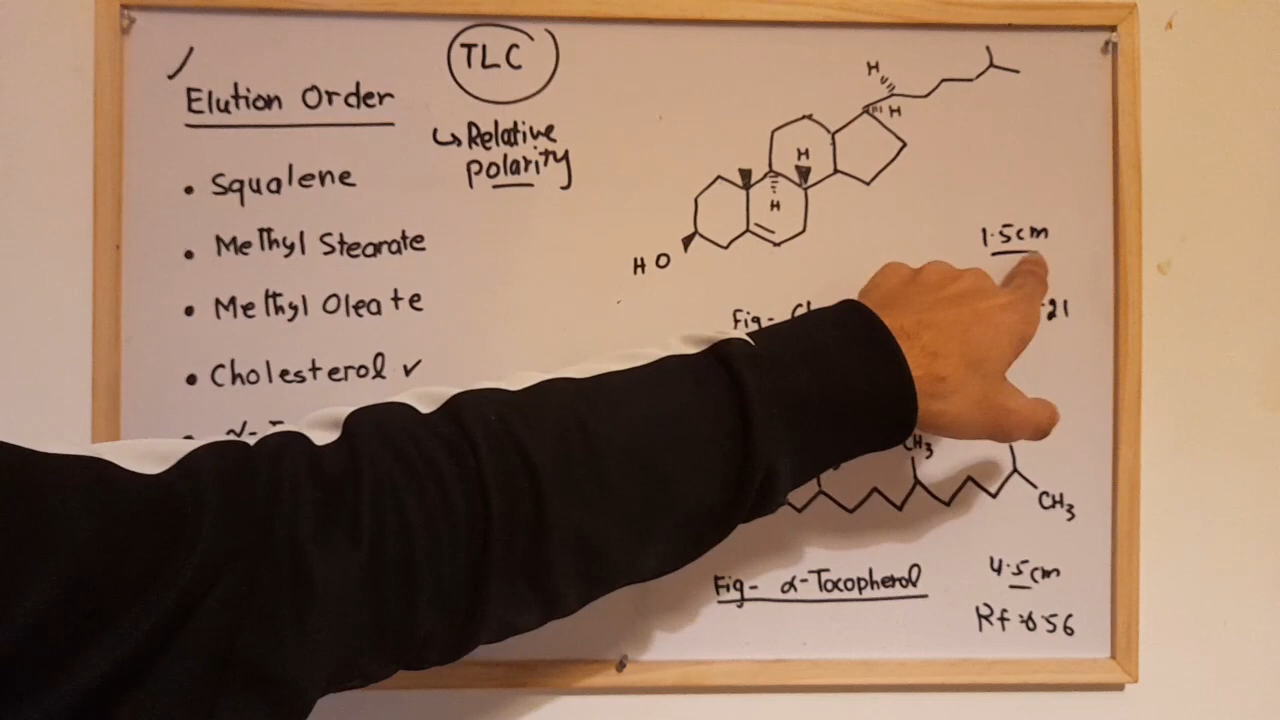 Elution Order
• Squalene
• Methyl Stearate
• Methyl Oleate
• Cholesterol ✓
TLC
↳ Relative
polarity
H
H
H
H
HO
1.5cm
Fig-
21
CH3
CH3
Fig- α-Tocopherol
4.5cm
Rf=0.56